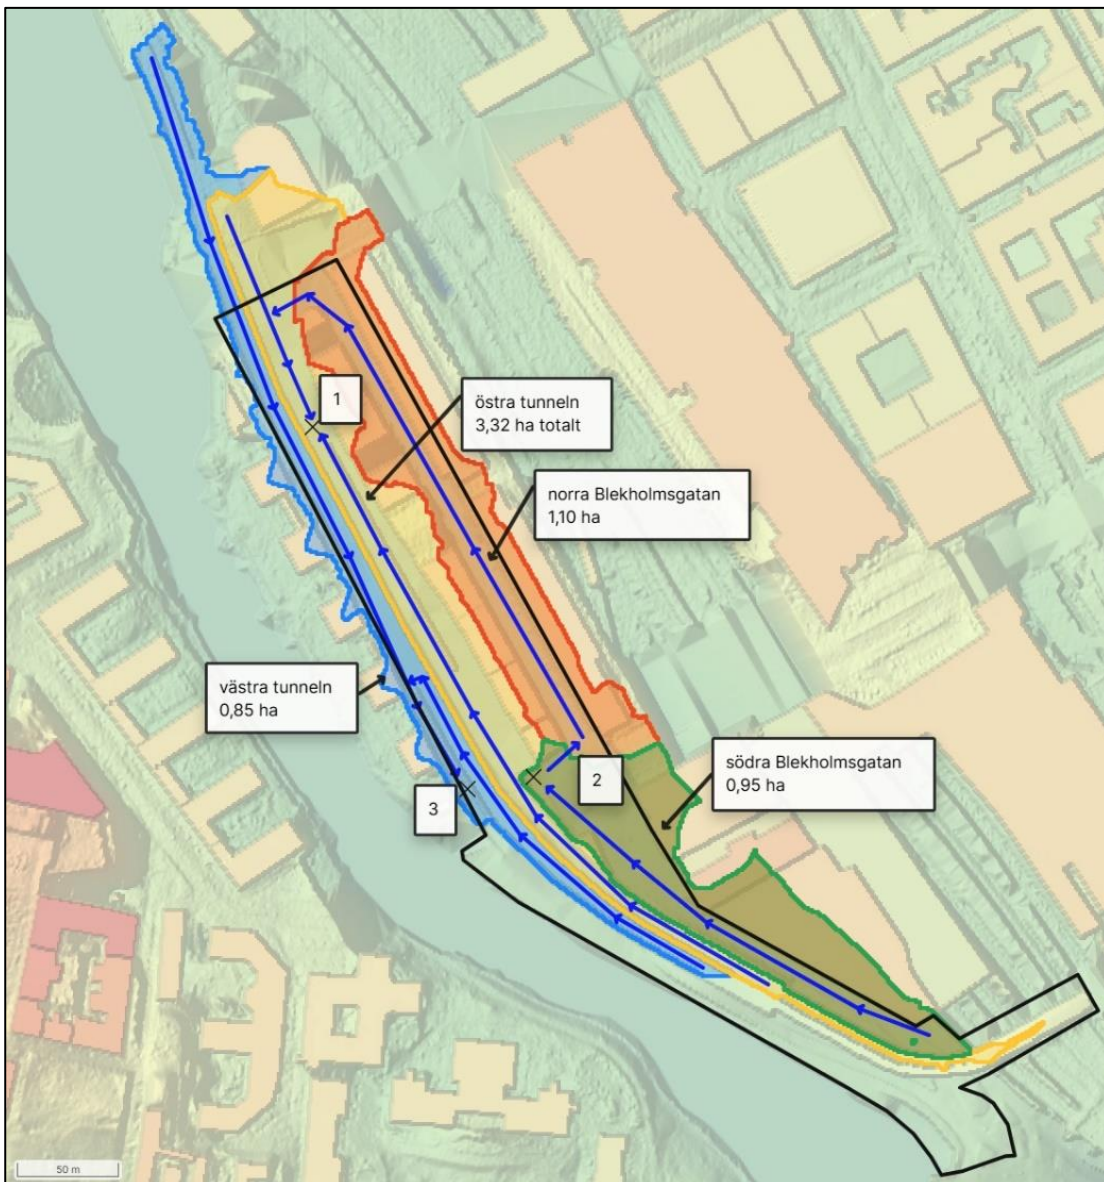 1
östra tunneln
3,32 ha totalt
norra Blekholmsgatan
1,10 ha
västra tunneln
0,85 ha
södra Blekholmsgatan
0,95 ha
2
3
50 m